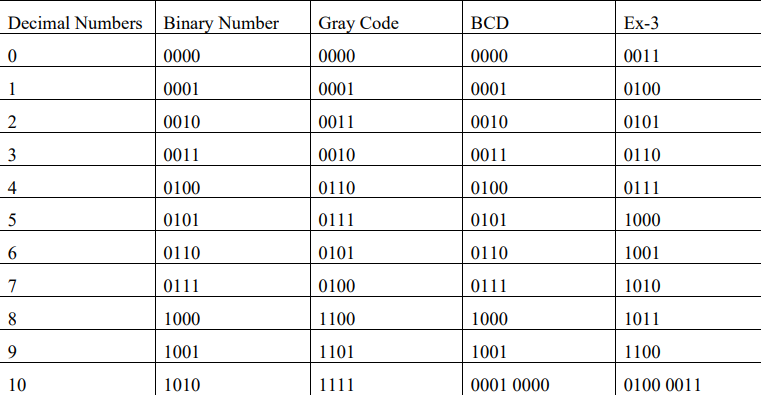 Decimal Numbers Binary Number Gray Code BCD Ex-3
0 0000 0000 0000 0011
1 0001 0001 0001 0100
2 0010 0011 0010 0101
3 0011 0010 0011 0110
4 0100 0110 0100 0111
5 0101 0111 0101 1000
6 0110 0101 0110 1001
7 0111 0100 0111 1010
8 1000 1100 1000 1011
9 1001 1101 1001 1100
10 1010 1111 0001 0000 0100 0011